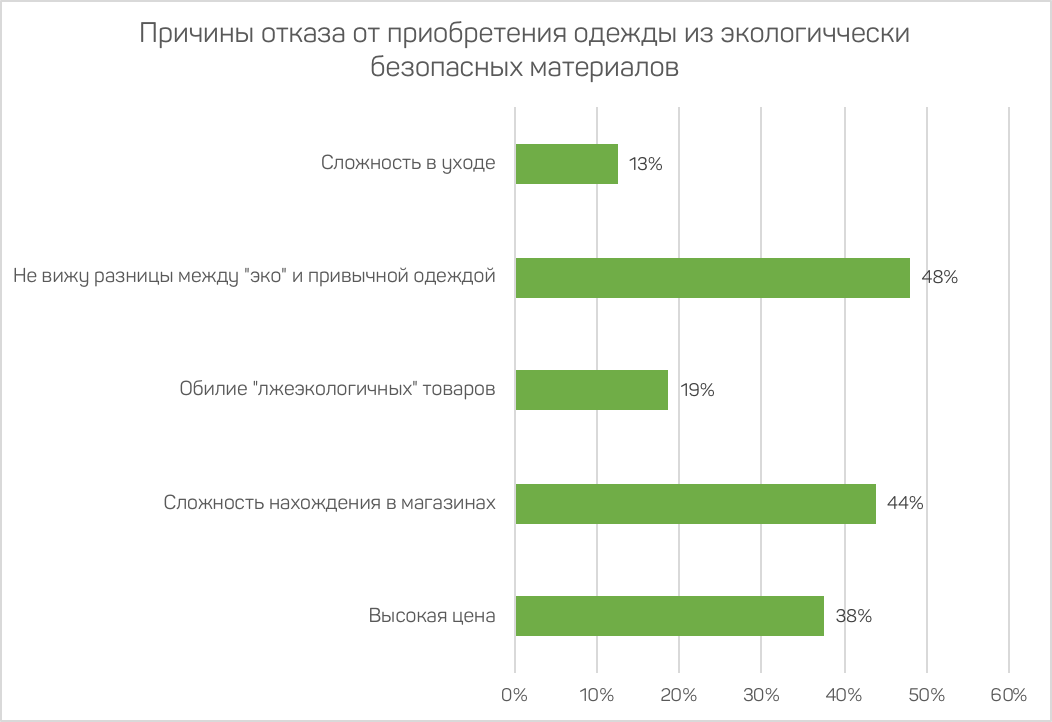 Причины отказа от приобретения одежды из экологиччески
безопасных материалов
Сложность в уходе
13%
Не вижу разницы между "эко" и привычной одеждой
48%
Обилие "лжеэкологичных" товаров
19%
Сложность нахождения в магазинах
44%
Высокая цена
38%
0% 10% 20% 30% 40% 50% 60%